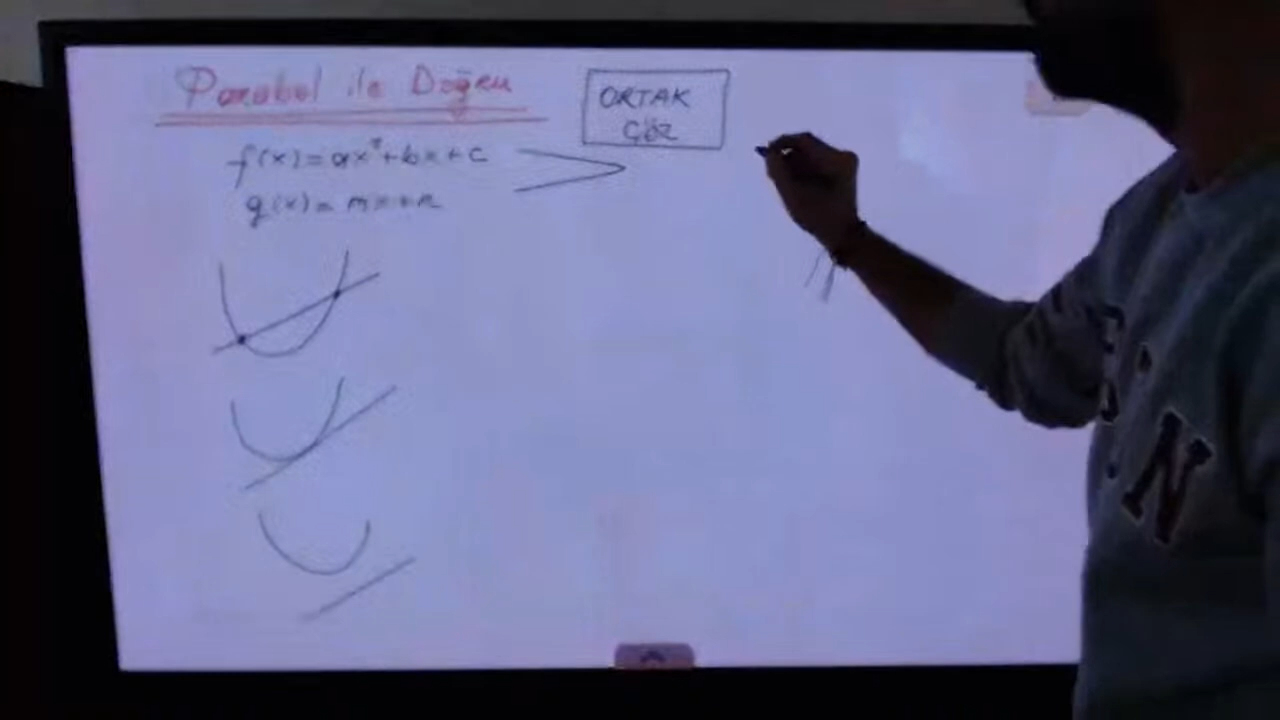 Parabol ile Doğru
ORTAK
ÇÖZ
f(x)=ax²+bx+c
g(x)= mx+n
N